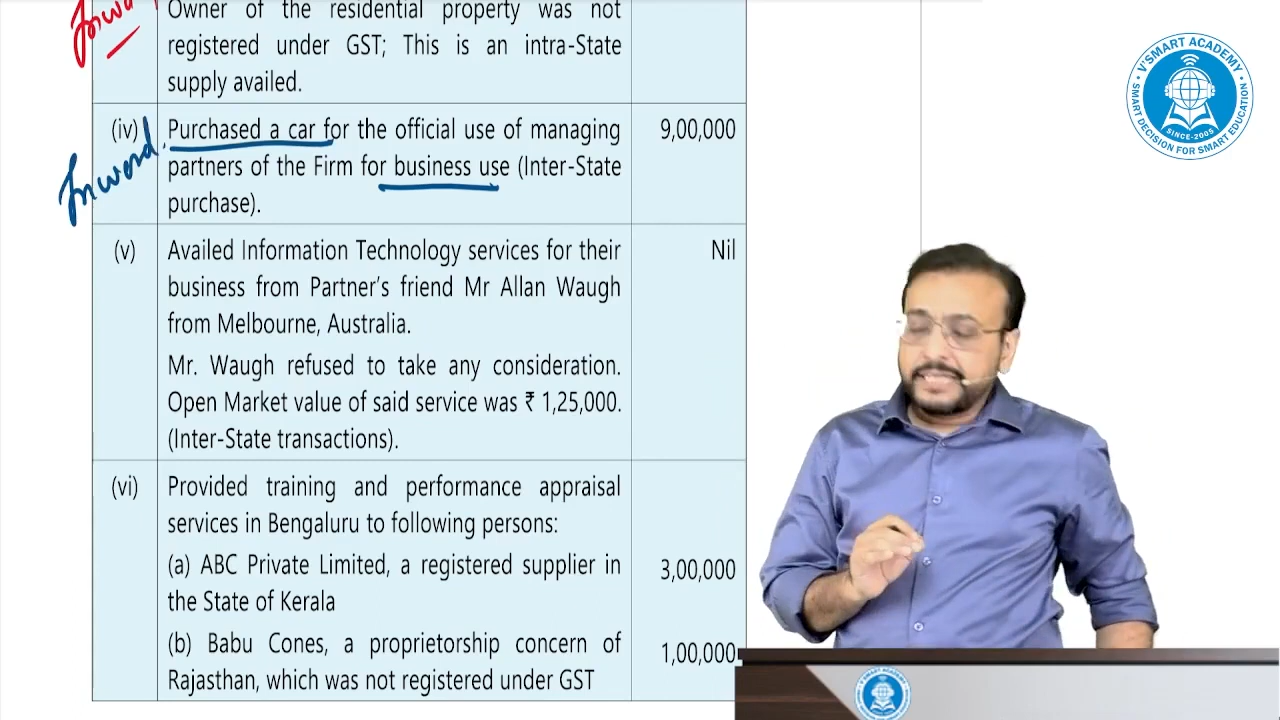 Inward
Owner of the residential property was not
registered under GST; This is an intra-State
supply availed.
(iv) Purchased a car for the official use of managing 9,00,000
partners of the Firm for business use (Inter-State
purchase).
Inword.
(v) Availed Information Technology services for their Nil
business from Partner's friend Mr Allan Waugh
from Melbourne, Australia.
Mr. Waugh refused to take any consideration.
Open Market value of said service was ₹ 1,25,000.
(Inter-State transactions).
(vi) Provided training and performance appraisal
services in Bengaluru to following persons:
(a) ABC Private Limited, a registered supplier in 3,00,000
the State of Kerala
(b) Babu Cones, a proprietorship concern of 1,00,000
Rajasthan, which was not registered under GST
V'SMART ACADEMY
SMART DECISION FOR SMART EDUCATION
SINCE-2005